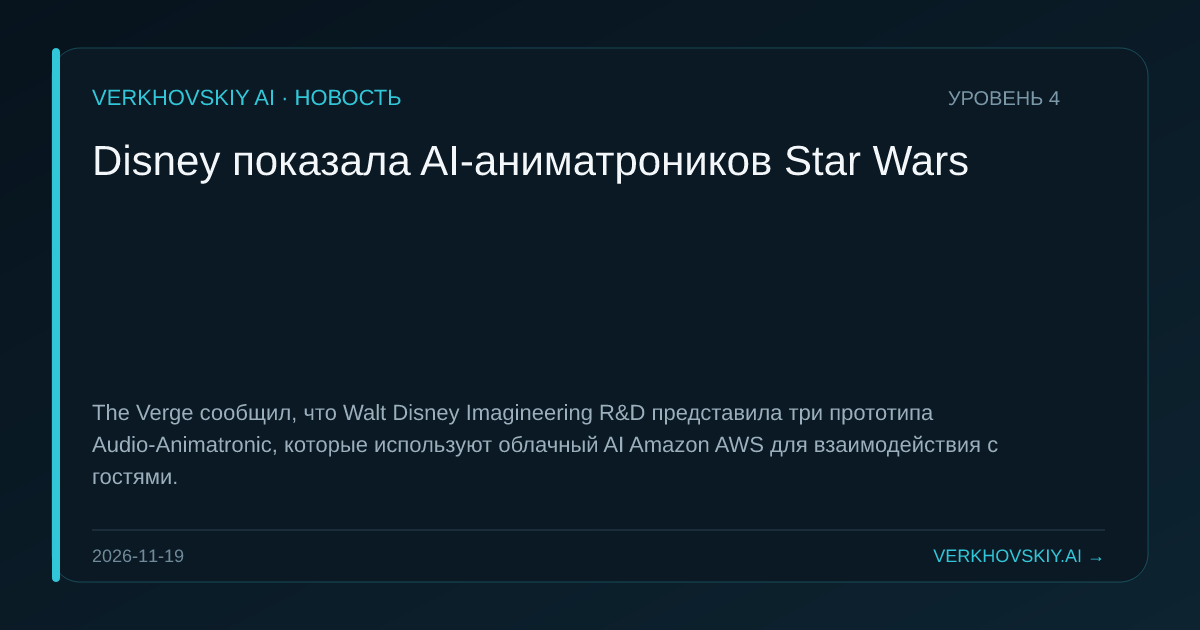 VERKHOVSKIY AI · НОВОСТЬ
УРОВЕНЬ 4
Disney показала AI-аниматроников Star Wars
The Verge сообщил, что Walt Disney Imagineering R&D представила три прототипа
Audio-Animatronic, которые используют облачный AI Amazon AWS для взаимодействия с
гостями.
2026-11-19
VERKHOVSKIY.AI →